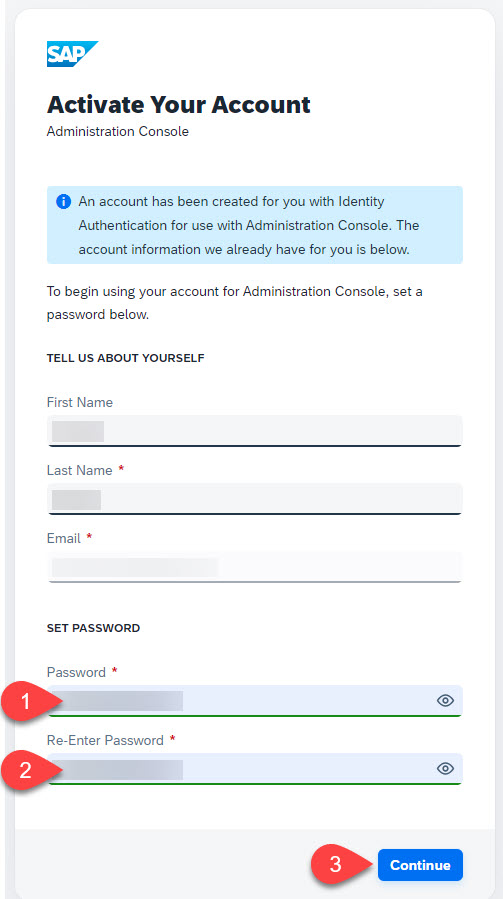 SAP
Activate Your Account
Administration Console
An account has been created for you with Identity
Authentication for use with Administration Console. The
account information we already have for you is below.
To begin using your account for Administration Console, set a
password below.
TELL US ABOUT YOURSELF
First Name
Last Name *
Email *
SET PASSWORD
Password *
1
Re-Enter Password *
2
3
Continue